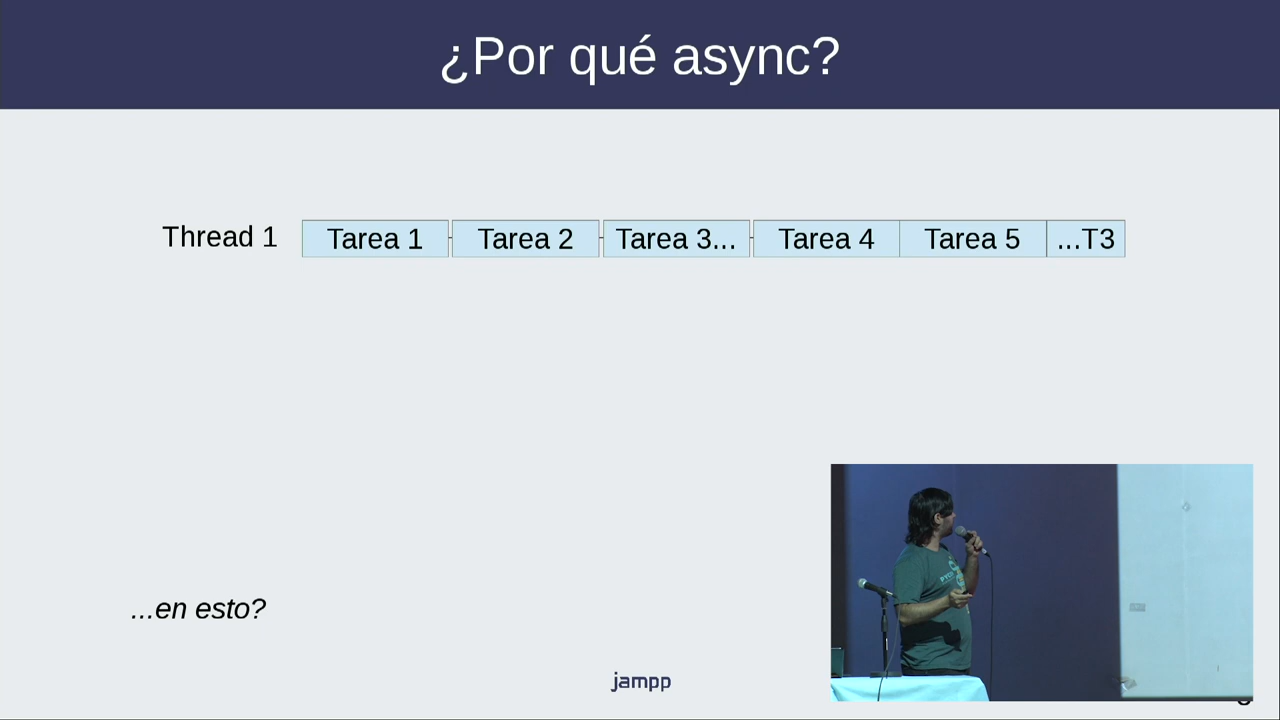 ¿Por qué async?
Thread 1 Tarea 1 Tarea 2 Tarea 3... Tarea 4 Tarea 5 ...T3
...en esto?
jampp